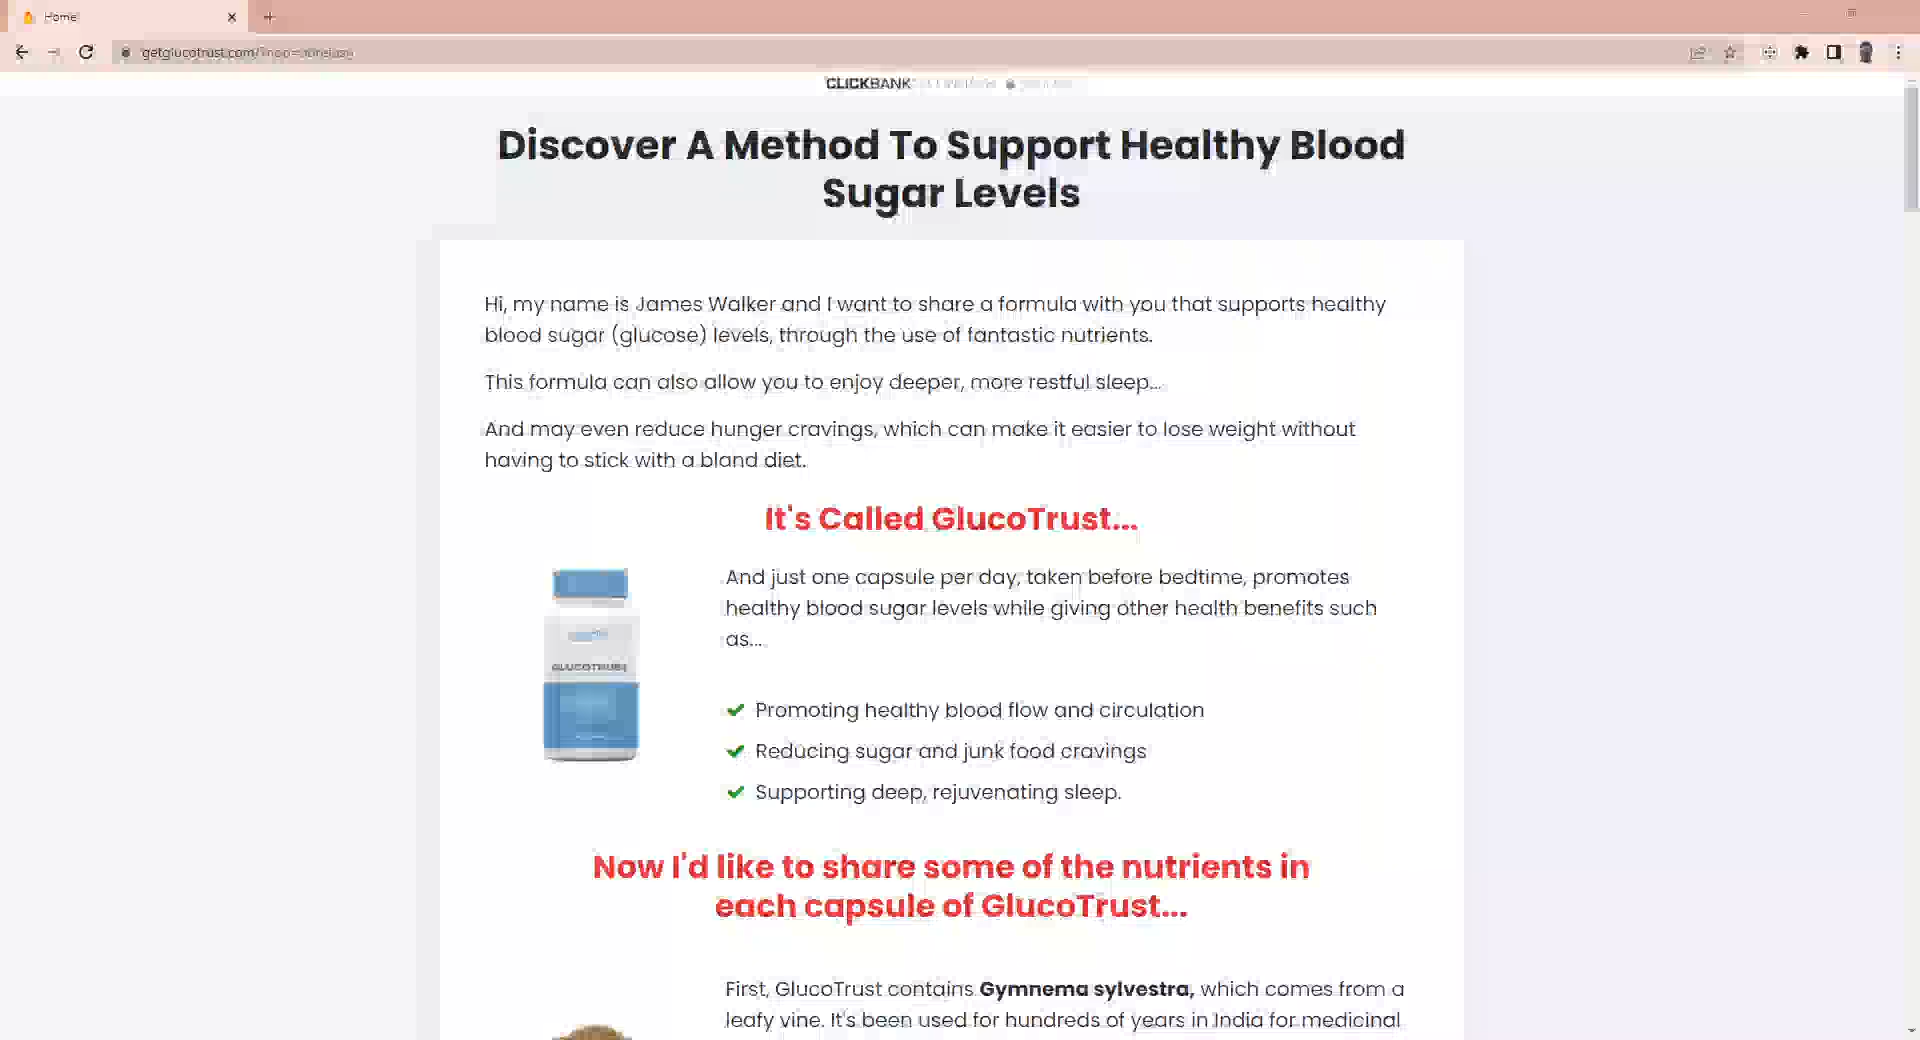 Home
getglucotrust.com/
CLICKBANK
Discover A Method To Support Healthy Blood
Sugar Levels
Hi, my name is James Walker and I want to share a formula with you that supports healthy
blood sugar (glucose) levels, through the use of fantastic nutrients.
This formula can also allow you to enjoy deeper, more restful sleep...
And may even reduce hunger cravings, which can make it easier to lose weight without
having to stick with a bland diet.
It's Called GlucoTrust...
And just one capsule per day, taken before bedtime, promotes
healthy blood sugar levels while giving other health benefits such
as...
GLUCOTRUST
Promoting healthy blood flow and circulation
Reducing sugar and junk food cravings
Supporting deep, rejuvenating sleep.
Now I'd like to share some of the nutrients in
each capsule of GlucoTrust...
First, GlucoTrust contains Gymnema sylvestra, which comes from a
leafy vine. It's been used for hundreds of years in India for medicinal